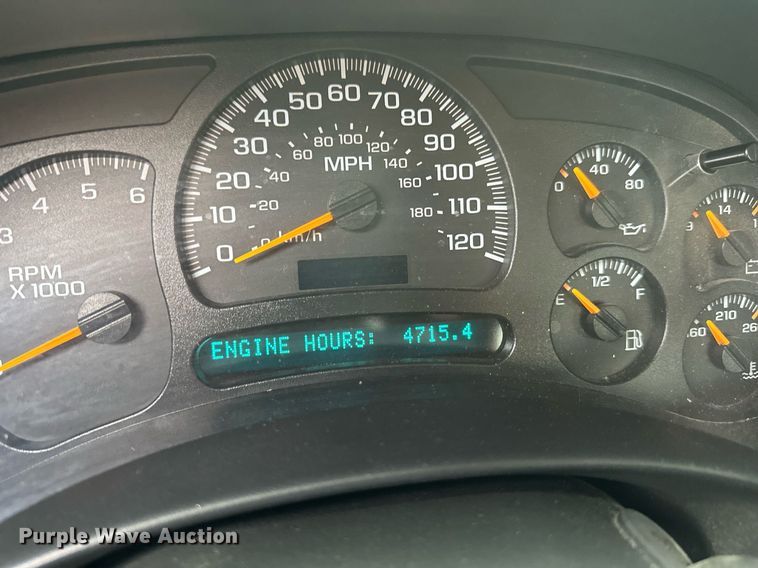 0 10 20 30 40 50 60 70 80 90 100 110 120
MPH
0 20 40 60 80 100 120 140 160 180
km/h
3 4 5 6
RPM
X 1000
0 40 80
E 1/2 F
14
210 260
ENGINE HOURS: 4715.4
Purple Wave Auction